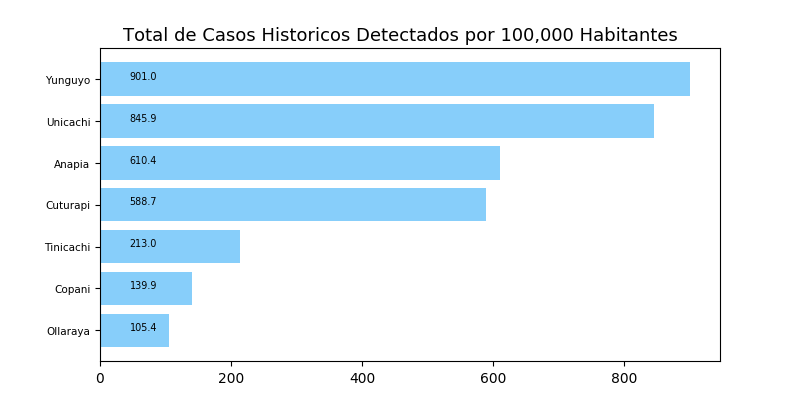 Total de Casos Historicos Detectados por 100,000 Habitantes
Yunguyo 901.0
Unicachi 845.9
Anapia 610.4
Cuturapi 588.7
Tinicachi 213.0
Copani 139.9
Ollaraya 105.4
0 200 400 600 800